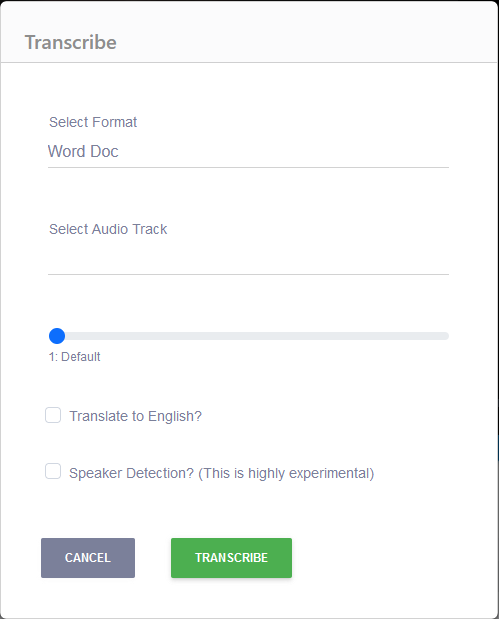 Transcribe
Select Format
Word Doc
Select Audio Track
1: Default
Translate to English?
Speaker Detection? (This is highly experimental)
CANCEL TRANSCRIBE